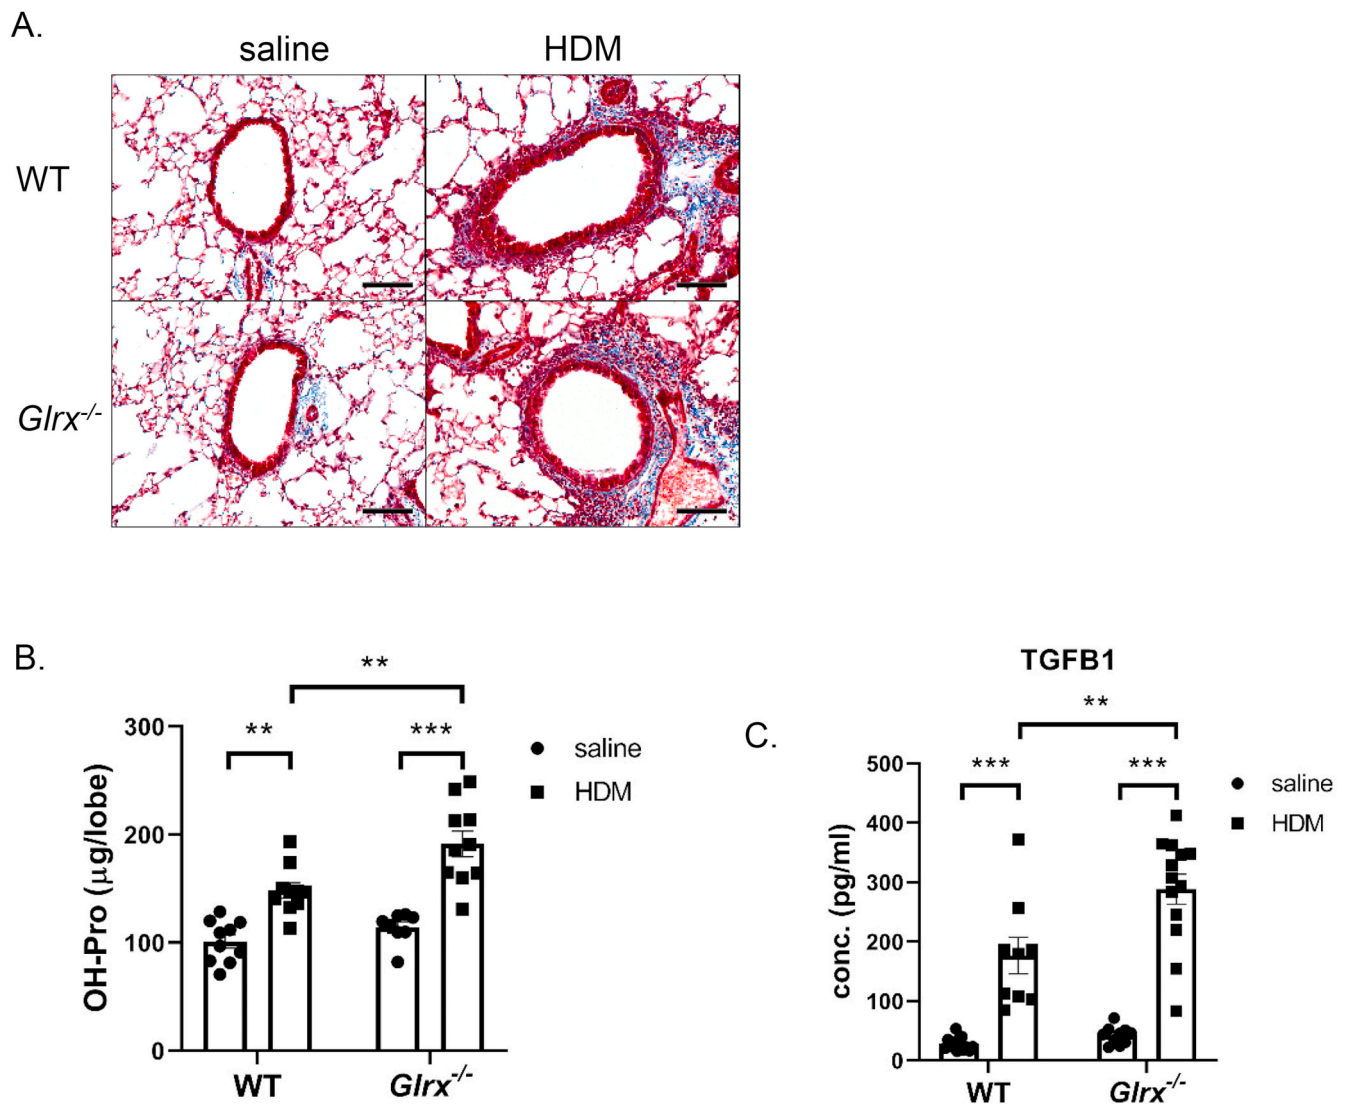 A.
saline HDM
WT
Glrx-/-
B.
**
** ***
300
200
100
0
OH-Pro (μg/lobe)
WT Glrx-/-
saline
HDM
C.
TGFB1
**
*** ***
500
400
300
200
100
0
conc. (pg/ml)
WT Glrx-/-
saline
HDM